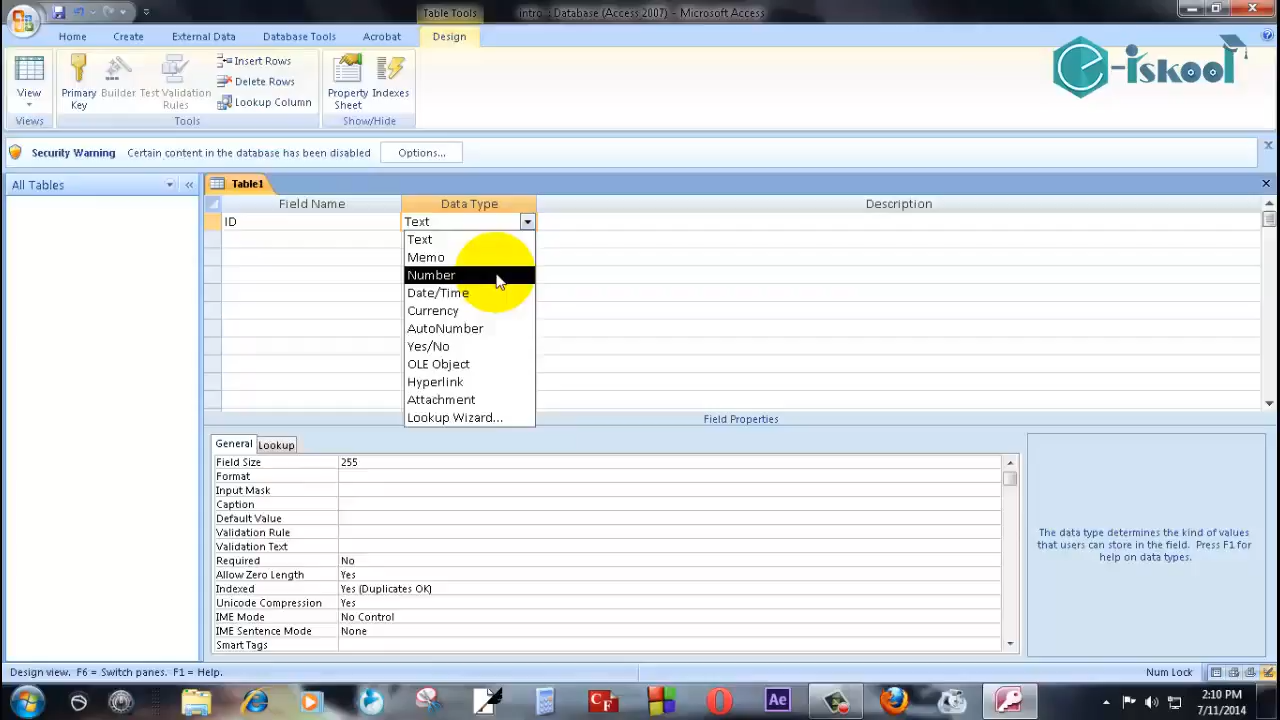 Table Tools
intro : Database (Access 2007) - Microsoft Access
Home
Create
External Data
Database Tools
Acrobat
Design
View
Primary Key
Builder
Test Validation Rules
Insert Rows
Delete Rows
Lookup Column
Property Sheet
Indexes
Views
Tools
Show/Hide
e-iskool
Security Warning
Certain content in the database has been disabled
Options...
All Tables
Table1
Field Name
Data Type
Description
ID
Text
Text
Memo
Number
Date/Time
Currency
AutoNumber
Yes/No
OLE Object
Hyperlink
Attachment
Lookup Wizard...
Field Properties
General
Lookup
Field Size 255
Format
Input Mask
Caption
Default Value
Validation Rule
Validation Text
Required No
Allow Zero Length Yes
Indexed Yes (Duplicates OK)
Unicode Compression Yes
IME Mode No Control
IME Sentence Mode None
Smart Tags
The data type determines the kind of values
that users can store in the field. Press F1 for
help on data types.
Design view. F6 = Switch panes. F1 = Help.
Num Lock
CF
Ae
2:10 PM
7/11/2014